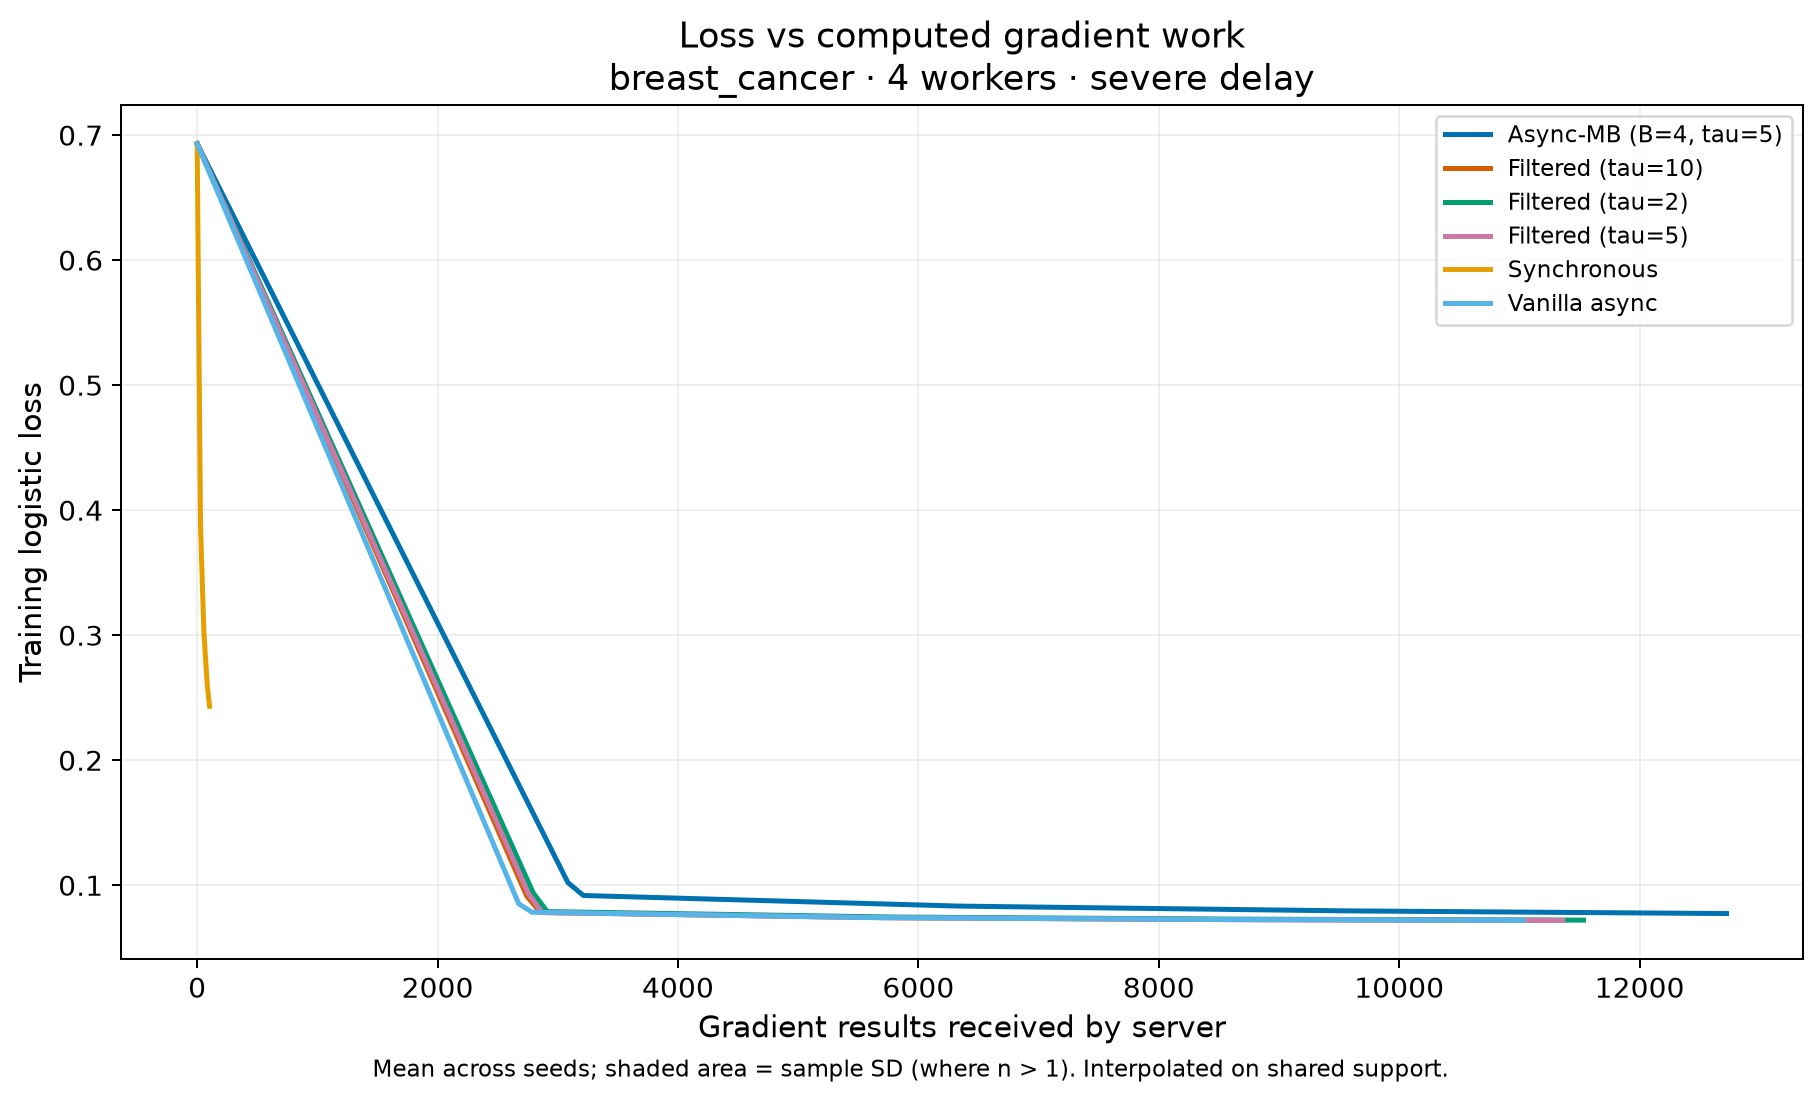 Loss vs computed gradient work
breast_cancer · 4 workers · severe delay
0.7
0.6
0.5
0.4
0.3
0.2
0.1
Training logistic loss
Async-MB (B=4, tau=5)
Filtered (tau=10)
Filtered (tau=2)
Filtered (tau=5)
Synchronous
Vanilla async
0 2000 4000 6000 8000 10000 12000
Gradient results received by server
Mean across seeds; shaded area = sample SD (where n > 1). Interpolated on shared support.